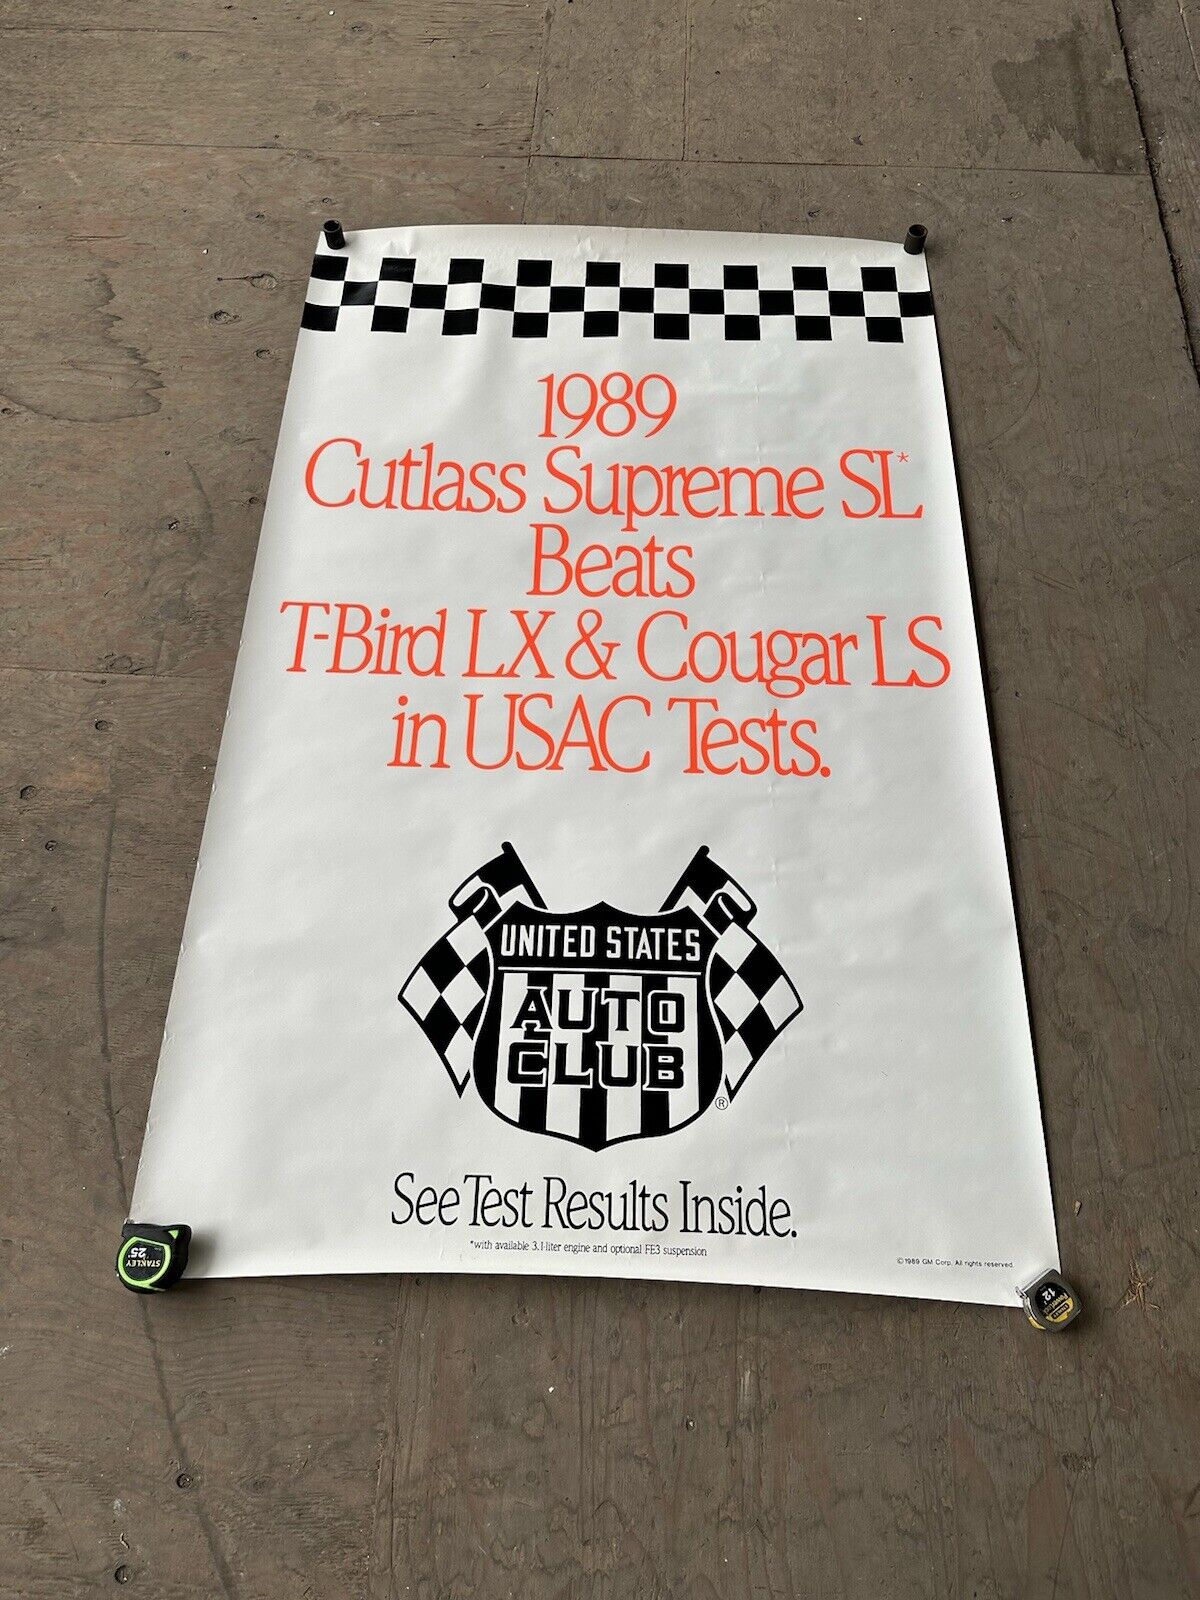 1989
Cutlass Supreme SL*
Beats
T-Bird LX & Cougar LS
in USAC Tests.
UNITED STATES
AUTO
CLUB
®
See Test Results Inside.
*with available 3.1-liter engine and optional FE3 suspension
©1989 GM Corp. All rights reserved.
STANLEY
25'
12'